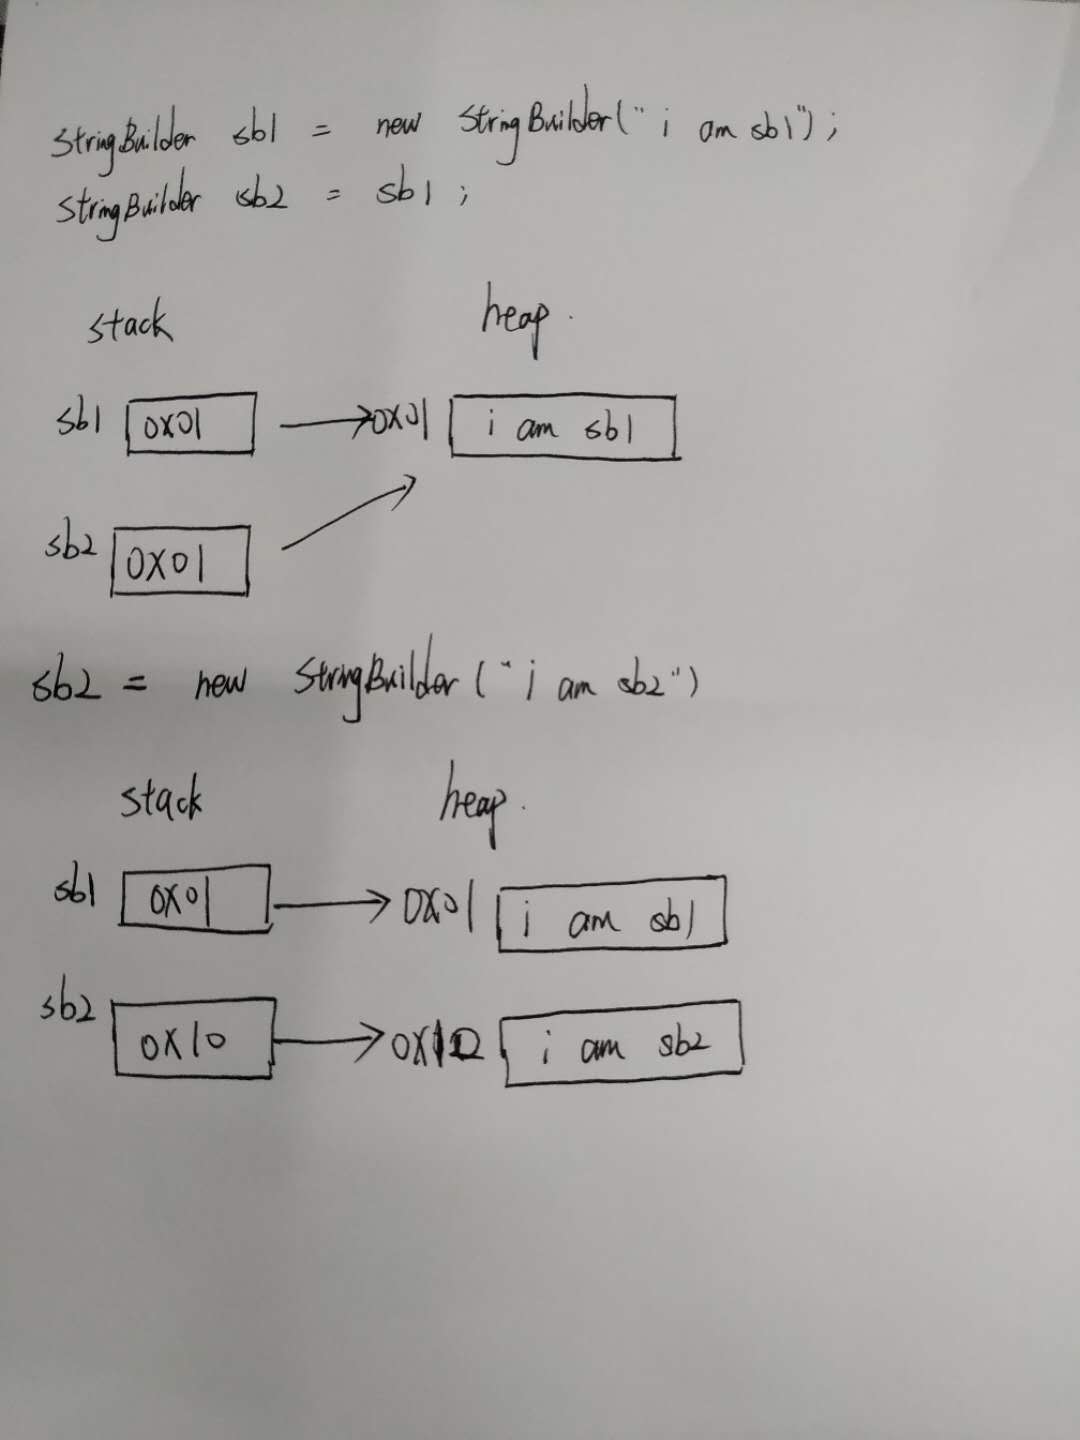 StringBuilder sb1 = new StringBuilder("i am sb1");
StringBuilder sb2 = sb1;
stack heap.
sb1 0X01 0X01 i am sb1
sb2 0X01
sb2 = new StringBuilder("i am sb2")
stack heap.
sb1 0X01 0X01 i am sb1
sb2 0X10 0X10 i am sb2